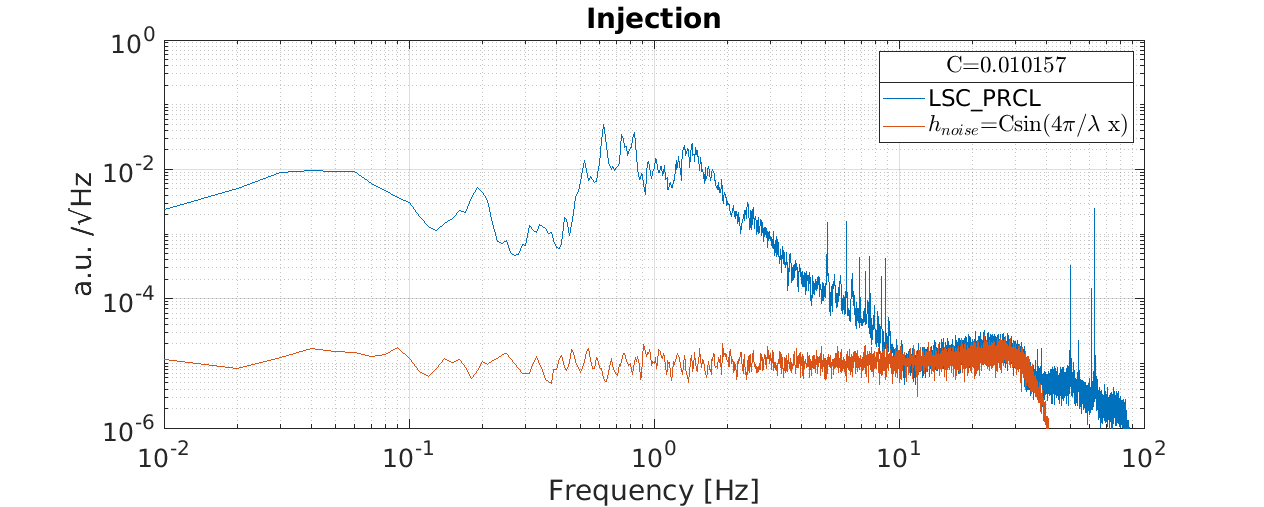 Injection
C=0.010157
LSC_PRCL
h_noise=Csin(4π/λ x)
a.u. /√Hz
10^0
10^-2
10^-4
10^-6
10^-2 10^-1 10^0 10^1 10^2
Frequency [Hz]